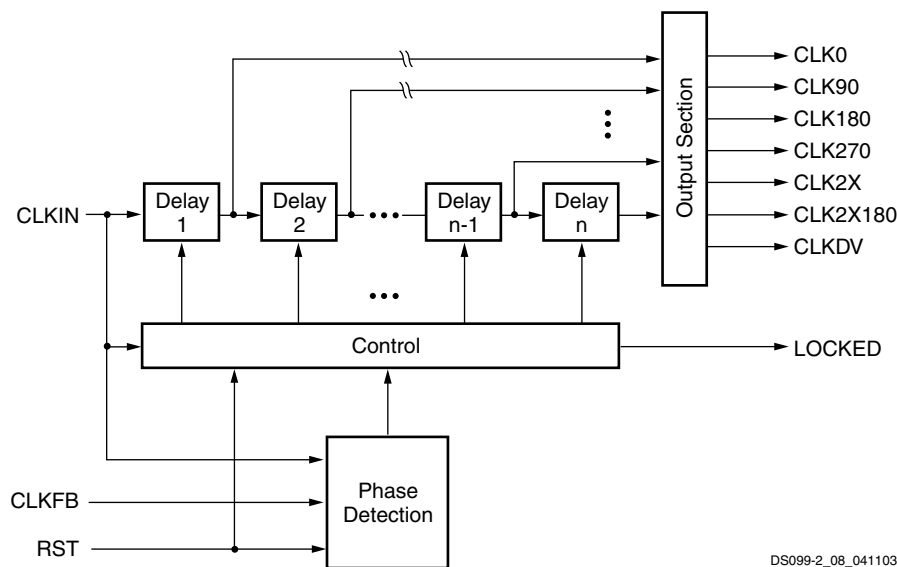 CLK0
CLK90
CLK180
CLK270
CLK2X
CLK2X180
CLKDV
Output Section
CLKIN
Delay
1
Delay
2
Delay
n-1
Delay
n
Control
LOCKED
Phase
Detection
CLKFB
RST
DS099-2_08_041103